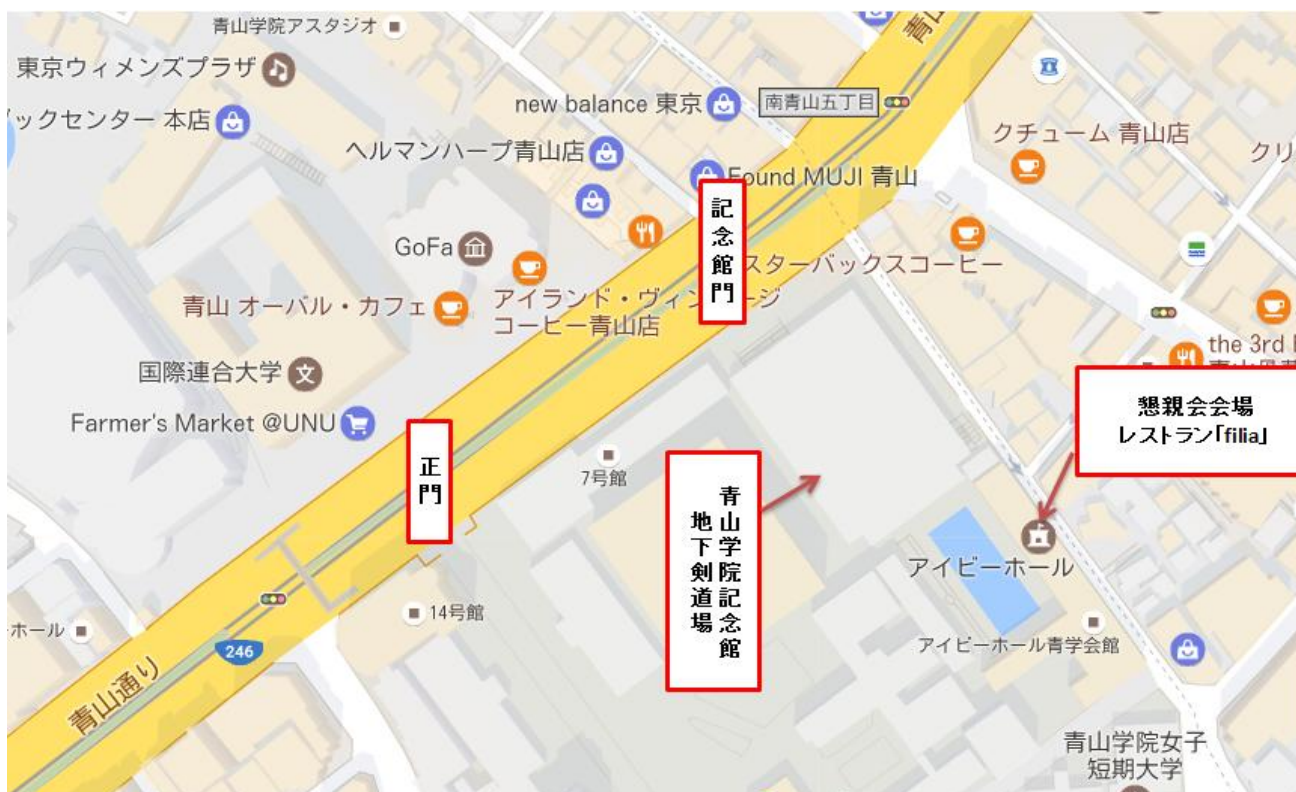 青山学院アスタジオ
東京ウィメンズプラザ
ックセンター 本店
new balance 東京
南青山五丁目
青山
クチューム 青山店
クリ
ヘルマンハープ青山店
Found MUJI 青山
記念館門
スターバックスコーヒー
GoFa
青山 オーバル・カフェ
アイランド・ヴィンテージ
コーヒー青山店
国際連合大学
文
Farmer's Market @UNU
the 3rd
懇親会会場
レストラン「filia」
正門
7号館
青山学院記念館
地下剣道場
アイビーホール
14号館
ーホール
246
アイビーホール青学会館
青山通り
青山学院女子
短期大学